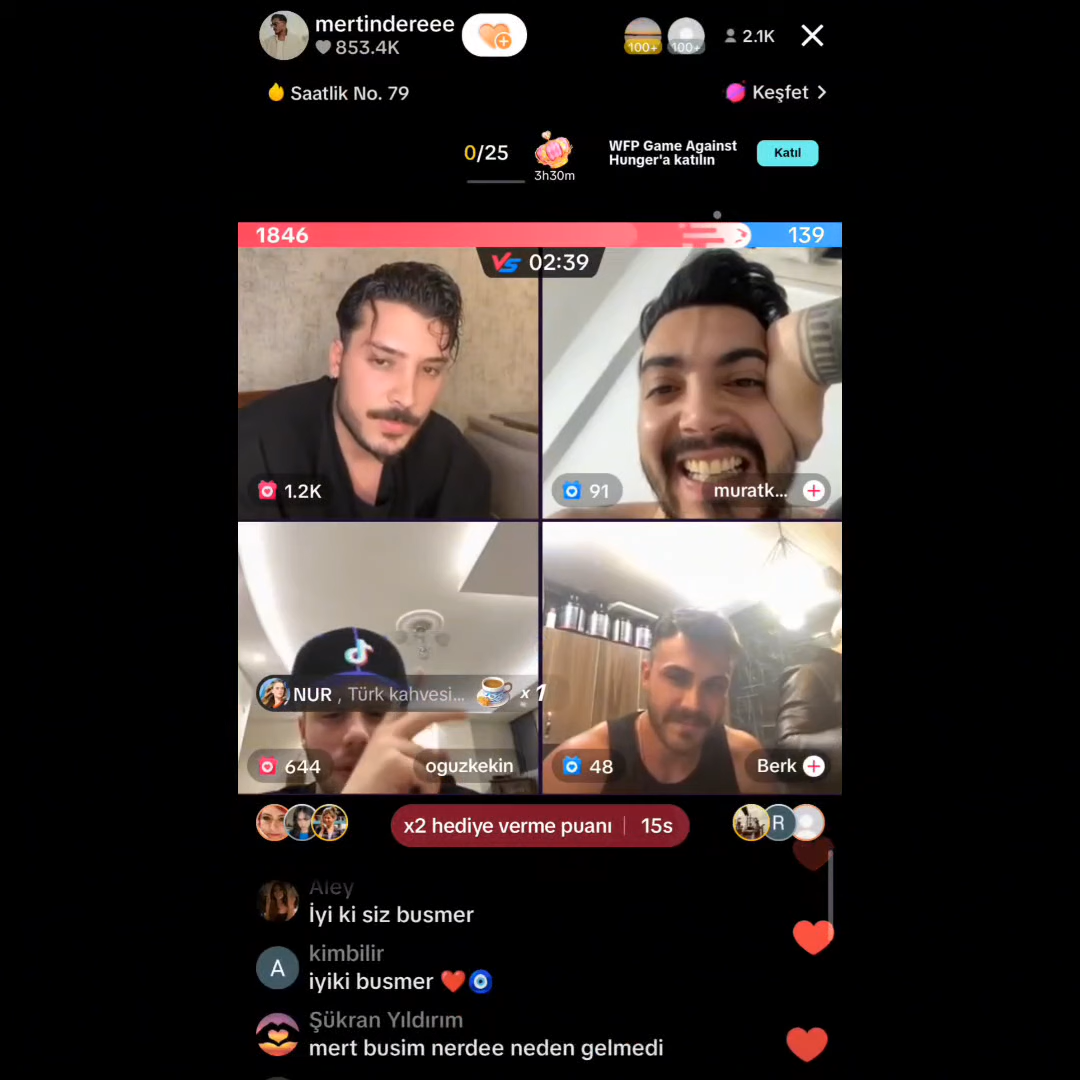 mertindereee
853.4K
100+
100+
2.1K
Saatlik No. 79
Keşfet
0/25
3h30m
WFP Game Against
Hunger'a katılın
Katıl
1846
139
VS 02:39
1.2K
91
muratk...
NUR , Türk kahvesi... x 1
644
oguzkekin
48
Berk
x2 hediye verme puanı
15s
R
Aley
İyi ki siz busmer
A
kimbilir
iyiki busmer ❤️🧿
Şükran Yıldırım
mert busim nerdee neden gelmedi